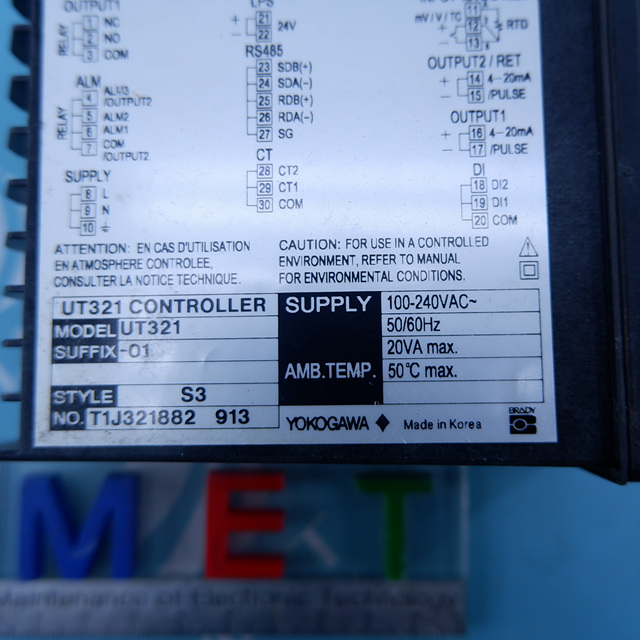 OUTPUT1
RELAY
1 NC
2 NO
3 COM
ALM
RELAY
4 ALM3 /OUTPUT2
5 ALM2
6 ALM1
7 COM /OUTPUT2
SUPPLY
8 L
9 N
10
LPS
+ 21 24V
- 22
RS485
23 SDB(+)
24 SDA(-)
25 RDB(+)
26 RDA(-)
27 SG
CT
28 CT2
29 CT1
30 COM
mV/V/TC
11
+ 12 RTD
- 13
OUTPUT2/RET
+ 14 4-20mA
- 15 /PULSE
OUTPUT1
+ 16 4-20mA
- 17 /PULSE
DI
18 DI2
19 DI1
20 COM
ATTENTION: EN CAS D'UTILISATION
EN ATMOSPHERE CONTROLEE,
CONSULTER LA NOTICE TECHNIQUE.
CAUTION: FOR USE IN A CONTROLLED
ENVIRONMENT, REFER TO MANUAL
FOR ENVIRONMENTAL CONDITIONS.
UT321 CONTROLLER
MODEL UT321
SUFFIX -01
STYLE S3
NO. T1J321882 913
SUPPLY 100-240VAC~
50/60Hz
20VA max.
AMB.TEMP. 50°C max.
YOKOGAWA Made in Korea
BRADY
MET
Maintenance of Electronic Technology